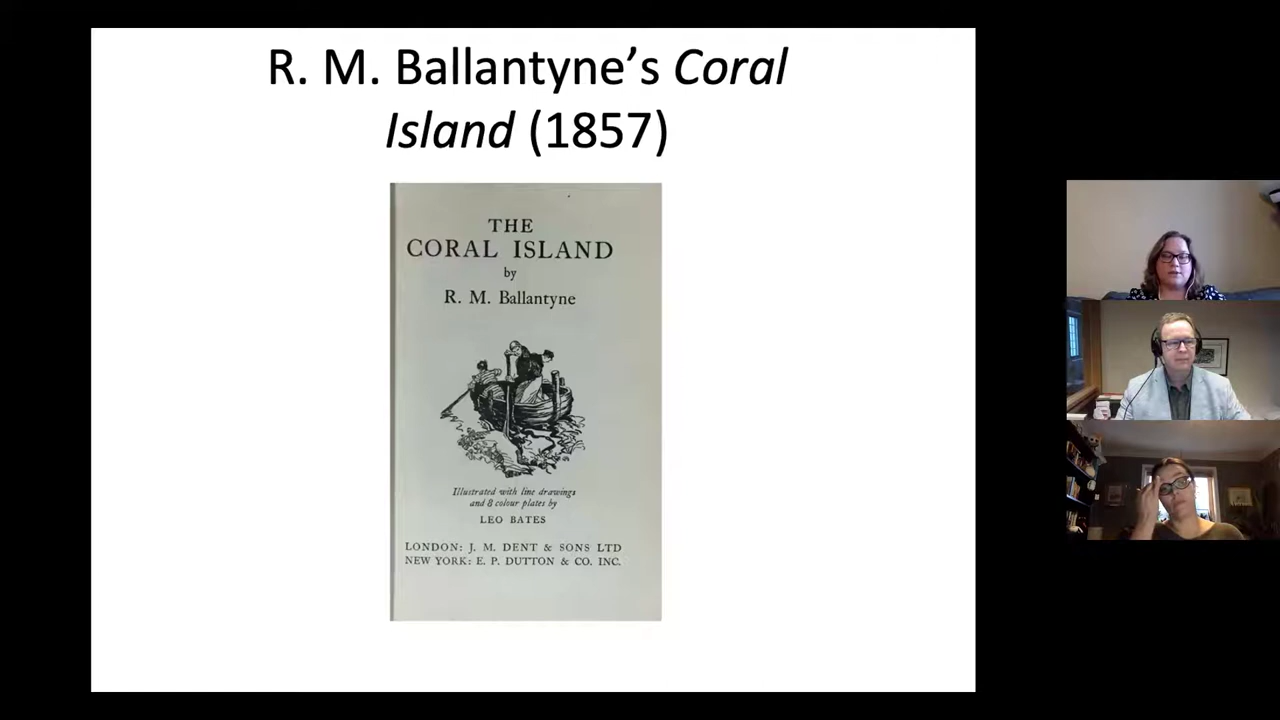 R. M. Ballantyne’s Coral
Island (1857)
THE
CORAL ISLAND
by
R. M. Ballantyne
Illustrated with line drawings
and 8 colour plates by
LEO BATES
LONDON: J. M. DENT & SONS LTD
NEW YORK: E. P. DUTTON & CO. INC.